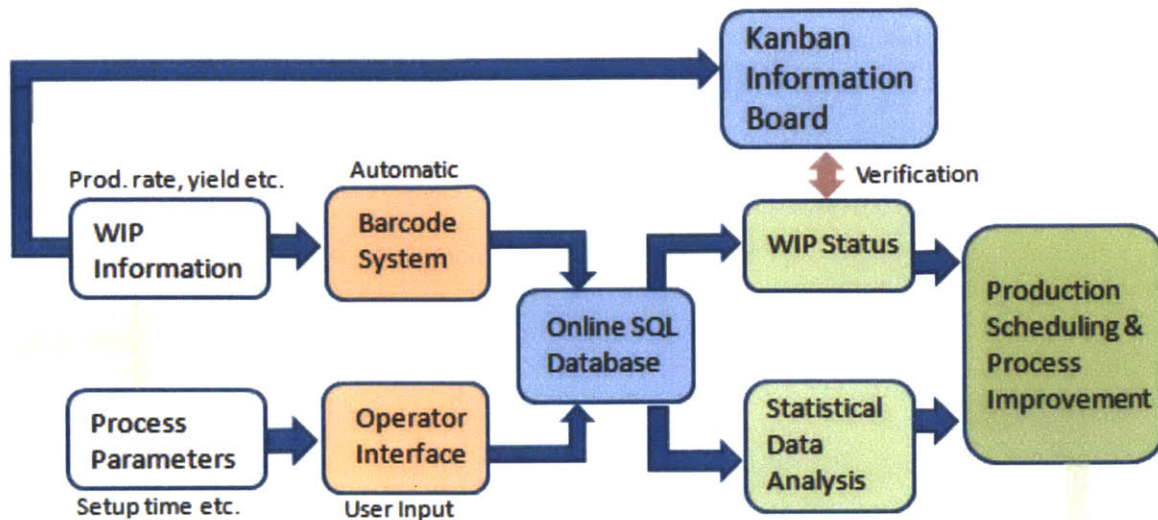 Kanban
Information
Board
Prod. rate, yield etc.
Automatic
Verification
WIP
Information
Barcode
System
WIP Status
Online SQL
Database
Production
Scheduling &
Process
Improvement
Process
Parameters
Operator
Interface
Statistical
Data
Analysis
Setup time etc.
User Input